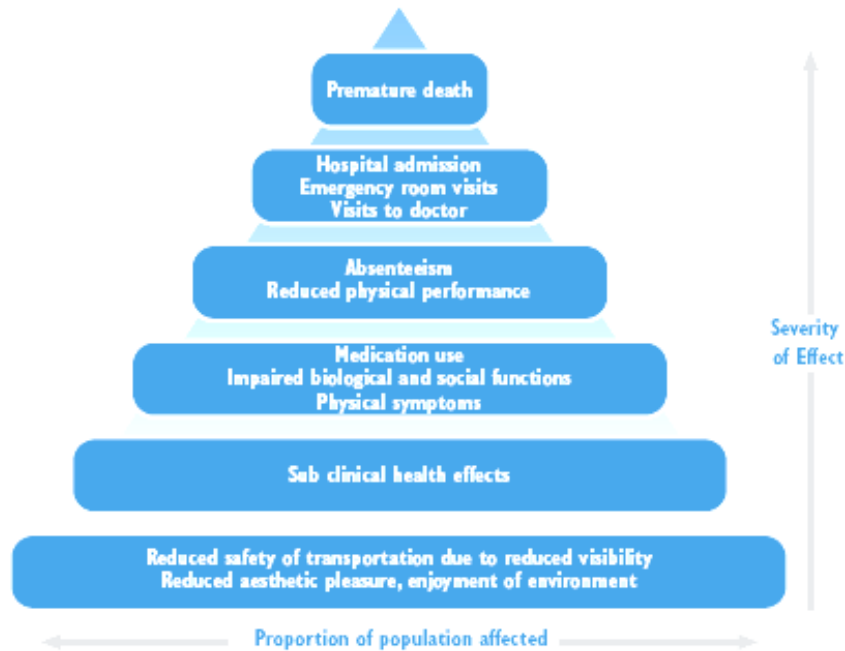 Premature death
Hospital admission
Emergency room visits
Visits to doctor
Absenteeism
Reduced physical performance
Medication use
Impaired biological and social functions
Physical symptoms
Sub clinical health effects
Reduced safety of transportation due to reduced visibility
Reduced aesthetic pleasure, enjoyment of environment
Severity
of Effect
Proportion of population affected